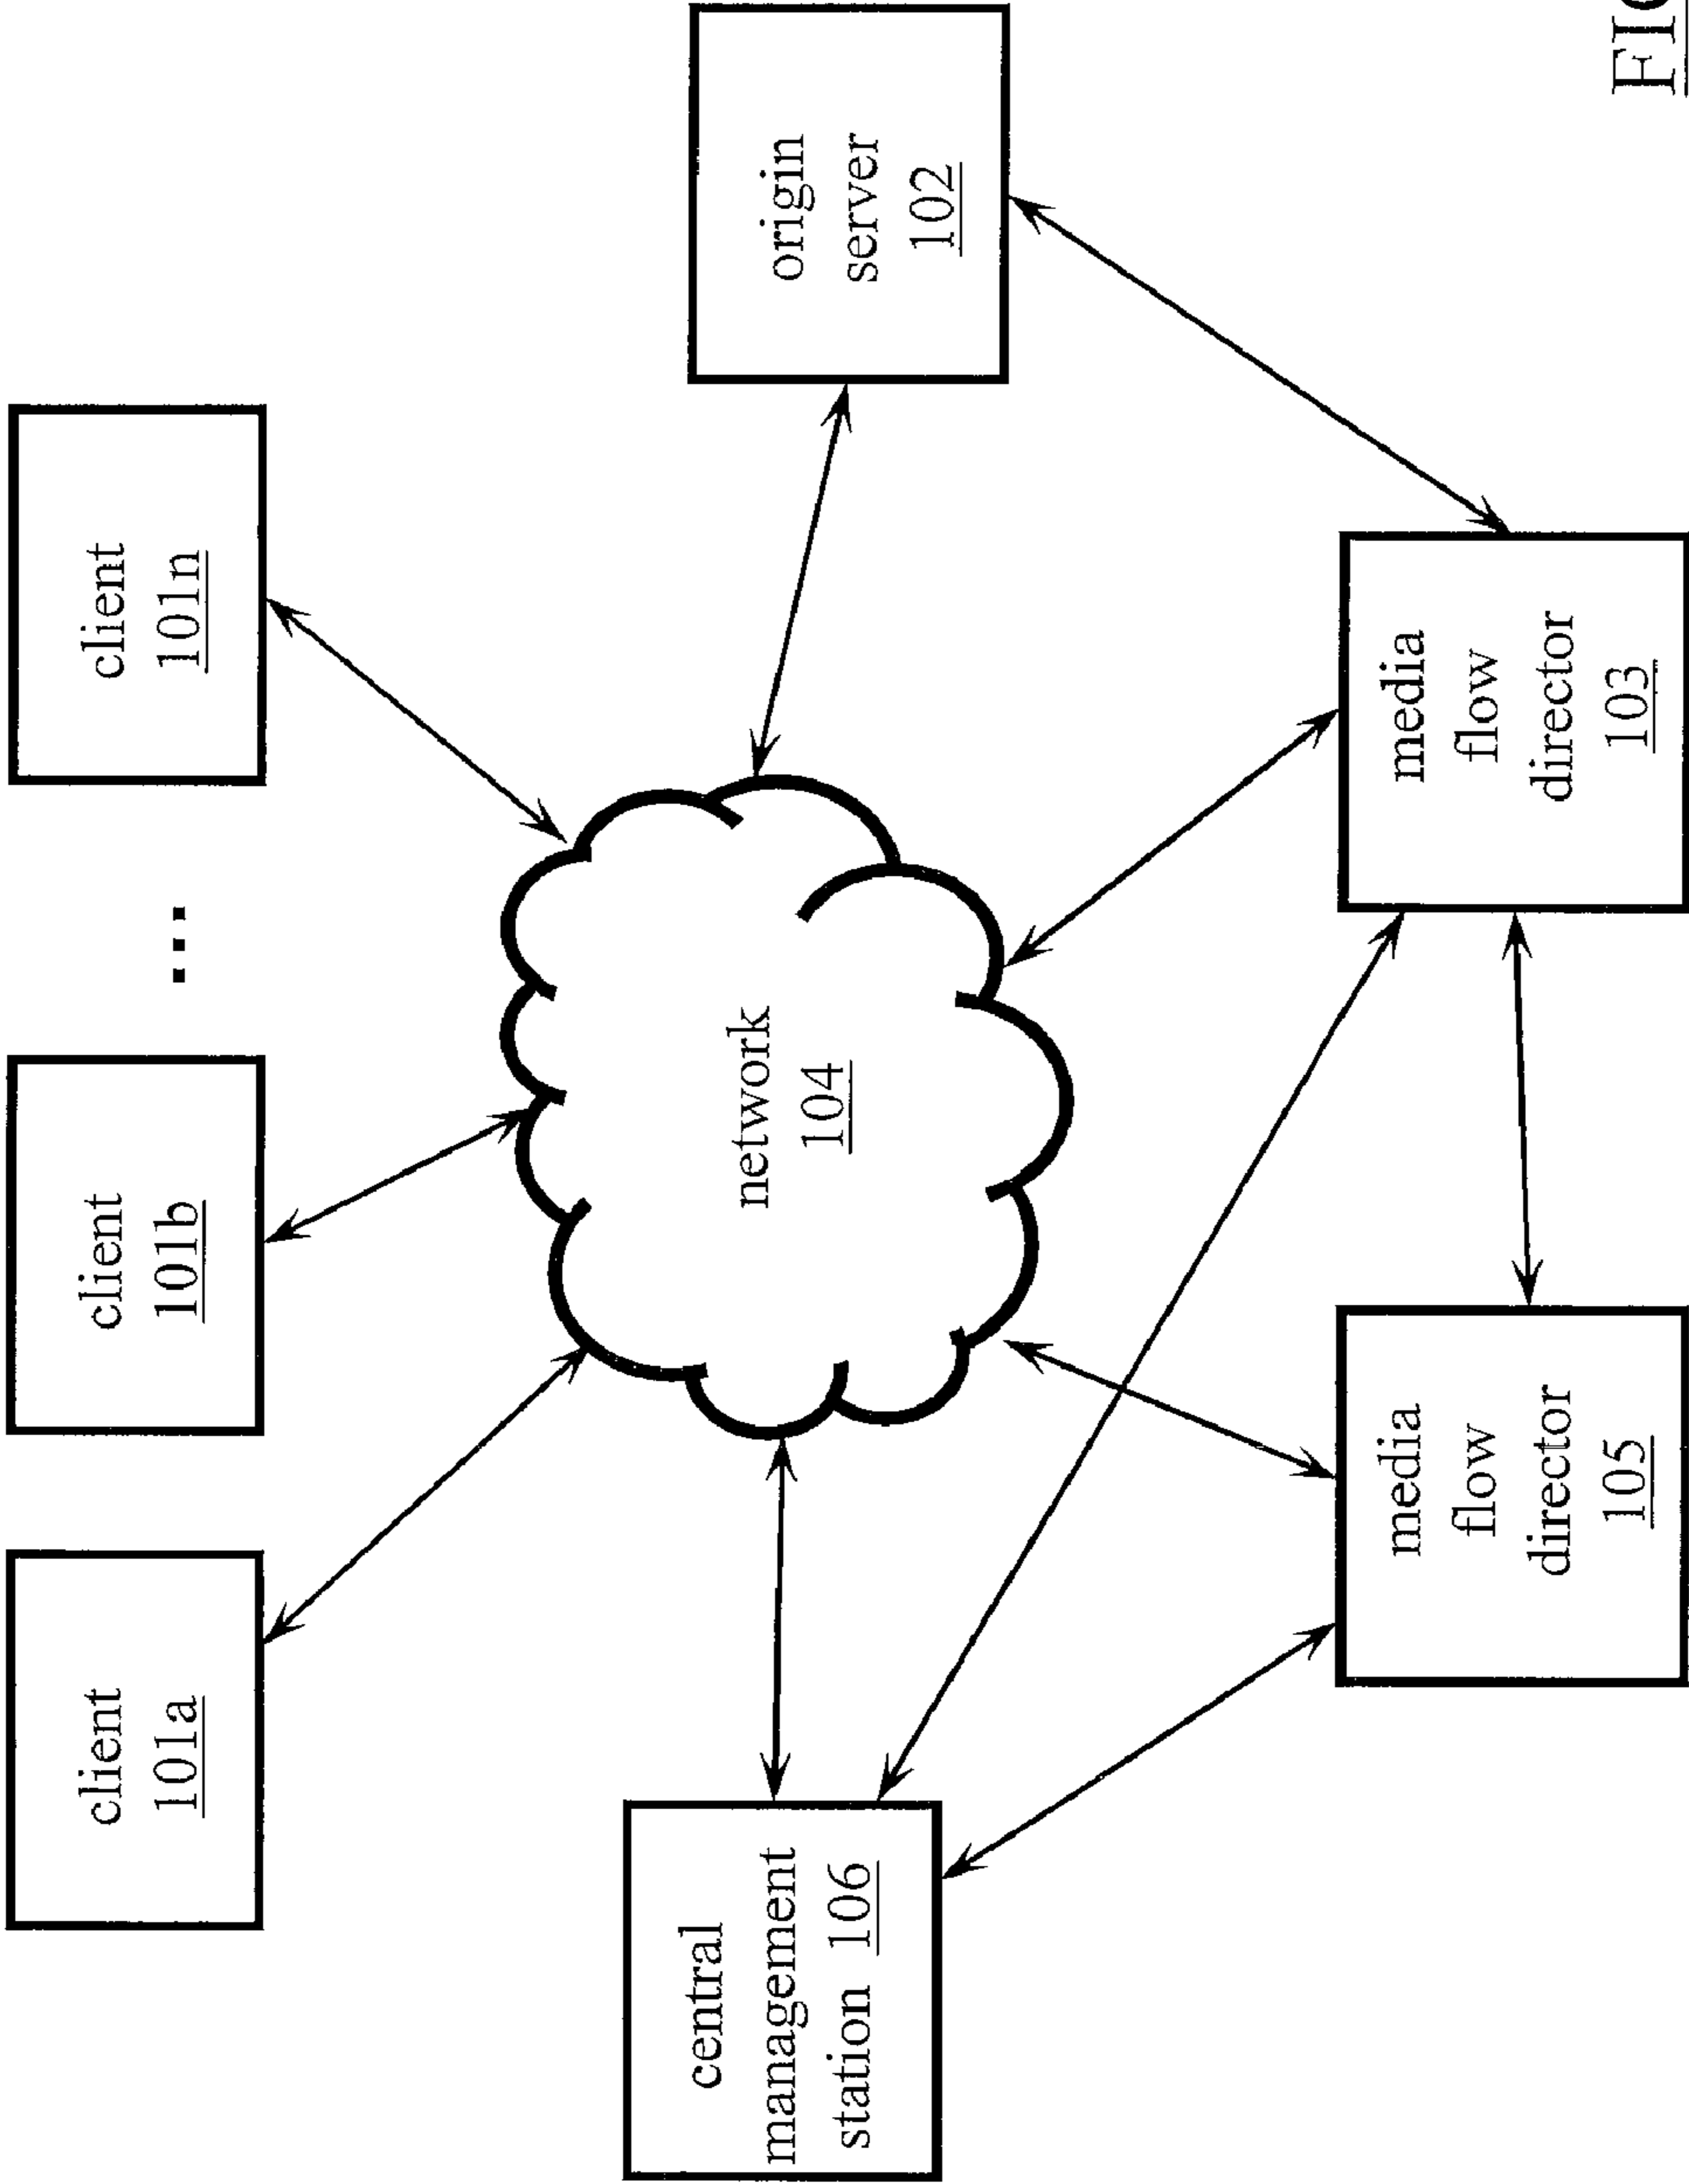 client
101a
client
101b
...
client
101n
central
management
station 106
network
104
origin
server
102
media
flow
director
105
media
flow
director
103